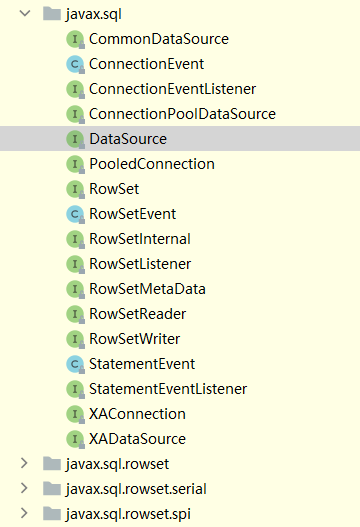 javax.sql
CommonDataSource
ConnectionEvent
ConnectionEventListener
ConnectionPoolDataSource
DataSource
PooledConnection
RowSet
RowSetEvent
RowSetInternal
RowSetListener
RowSetMetaData
RowSetReader
RowSetWriter
StatementEvent
StatementEventListener
XAConnection
XADataSource
javax.sql.rowset
javax.sql.rowset.serial
javax.sql.rowset.spi